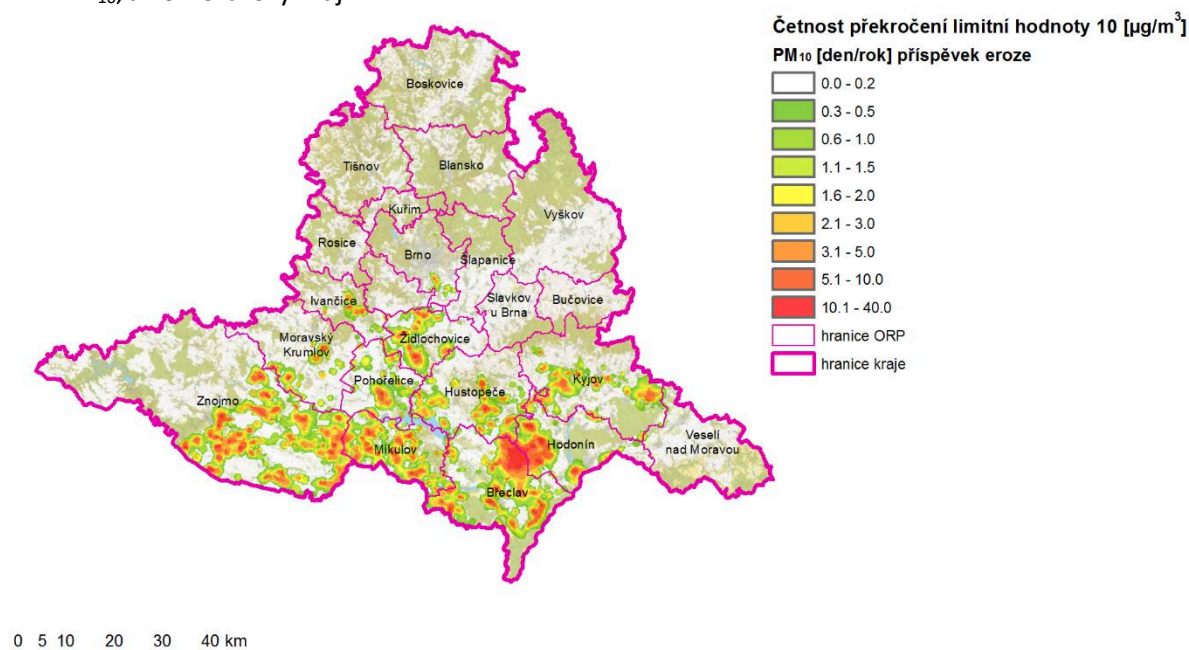 Četnost překročení limitní hodnoty 10 [µg/m³]
PM₁₀ [den/rok] příspěvek eroze
0.0 - 0.2
0.3 - 0.5
0.6 - 1.0
1.1 - 1.5
1.6 - 2.0
2.1 - 3.0
3.1 - 5.0
5.1 - 10.0
10.1 - 40.0
hranice ORP
hranice kraje
Boskovice
Tišnov
Blansko
Kuřim
Vyškov
Rosice
Brno
Šlapanice
Ivančice
Slavkov
u Brna
Bučovice
Moravský
Krumlov
Židlochovice
Pohořelice
Hustopeče
Kyjov
Znojmo
Mikulov
Hodonín
Veselí
nad Moravou
Břeclav
0 5 10 20 30 40 km